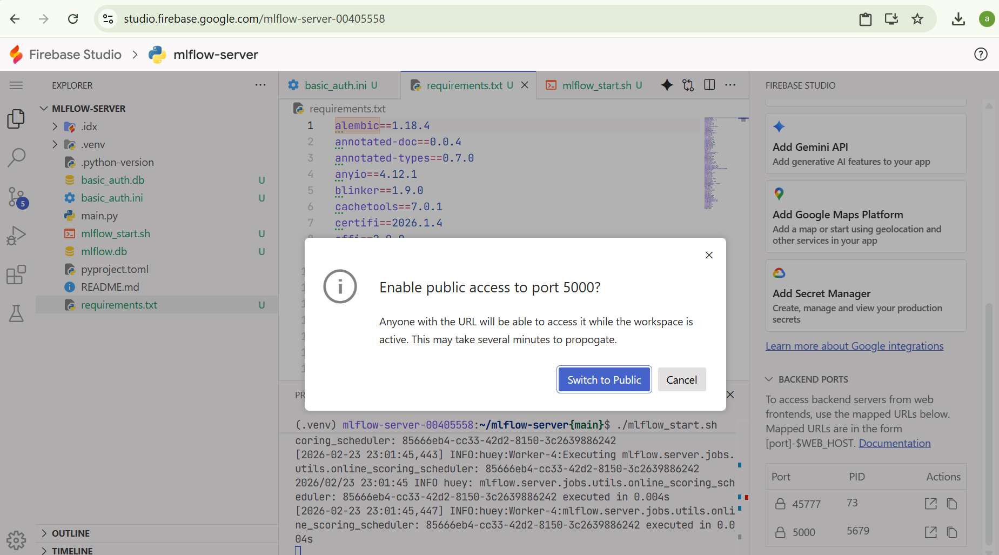 studio.firebase.google.com/mlflow-server-00405558
a
Firebase Studio
mlflow-server
EXPLORER
MLFLOW-SERVER
.idx
.venv
.python-version
basic_auth.db U
basic_auth.ini U
main.py
mlflow_start.sh U
mlflow.db U
pyproject.toml
README.md
requirements.txt U
5
OUTLINE
TIMELINE
basic_auth.ini U
requirements.txt U
mlflow_start.sh U
requirements.txt
1 alembic==1.18.4
2 annotated-doc==0.0.4
3 annotated-types==0.7.0
4 anyio==4.12.1
5 blinker==1.9.0
6 cachetools==7.0.1
7 certifi==2026.1.4
Enable public access to port 5000?
Anyone with the URL will be able to access it while the workspace is
active. This may take several minutes to propogate.
Switch to Public
Cancel
PR
(.venv) mlflow-server-00405558:~/mlflow-server{main}$ ./mlflow_start.sh
coring_scheduler: 85666eb4-cc33-42d2-8150-3c2639886242
[2026-02-23 23:01:45,443] INFO:huey:Worker-4:Executing mlflow.server.jobs.
utils.online_scoring_scheduler: 85666eb4-cc33-42d2-8150-3c2639886242
2026/02/23 23:01:45 INFO huey: mlflow.server.jobs.utils.online_scoring_sch
eduler: 85666eb4-cc33-42d2-8150-3c2639886242 executed in 0.004s
[2026-02-23 23:01:45,447] INFO:huey:Worker-4:mlflow.server.jobs.utils.onli
ne_scoring_scheduler: 85666eb4-cc33-42d2-8150-3c2639886242 executed in 0.0
04s
FIREBASE STUDIO
Add Gemini API
Add generative AI features to your app
Add Google Maps Platform
Add a map or start using geolocation and
other services in your app
Add Secret Manager
Create, manage and view your production
secrets
Learn more about Google integrations
BACKEND PORTS
To access backend servers from web
frontends, use the mapped URLs below.
Mapped URLs are in the form
[port]-$WEB_HOST. Documentation
Port PID Actions
45777 73
5000 5679